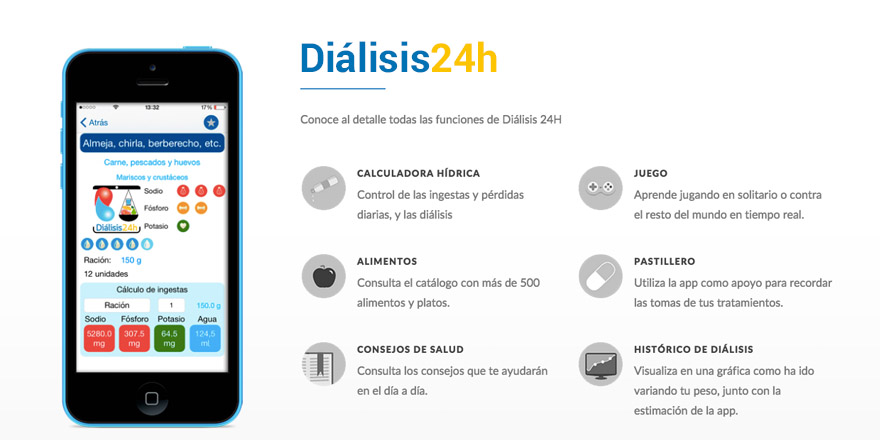 13:32
17%
Atrás
Almeja, chirla, berberecho, etc.
Carne, pescados y huevos
Mariscos y crustáceos
Sodio
Fósforo
Potasio
Diálisis24h
Ración: 150 g
12 unidades
Cálculo de ingestas
Ración 1 150.0 g
Sodio Fósforo Potasio Agua
5280.0 307.5 64.5 124,5
mg mg mg ml
Diálisis24h
Conoce al detalle todas las funciones de Diálisis 24H
CALCULADORA HÍDRICA
Control de las ingestas y pérdidas
diarias, y las diálisis
JUEGO
Aprende jugando en solitario o contra
el resto del mundo en tiempo real.
ALIMENTOS
Consulta el catálogo con más de 500
alimentos y platos.
PASTILLERO
Utiliza la app como apoyo para recordar
las tomas de tus tratamientos.
CONSEJOS DE SALUD
Consulta los consejos que te ayudarán
en el día a día.
HISTÓRICO DE DIÁLISIS
Visualiza en una gráfica como ha ido
variando tu peso, junto con la
estimación de la app.